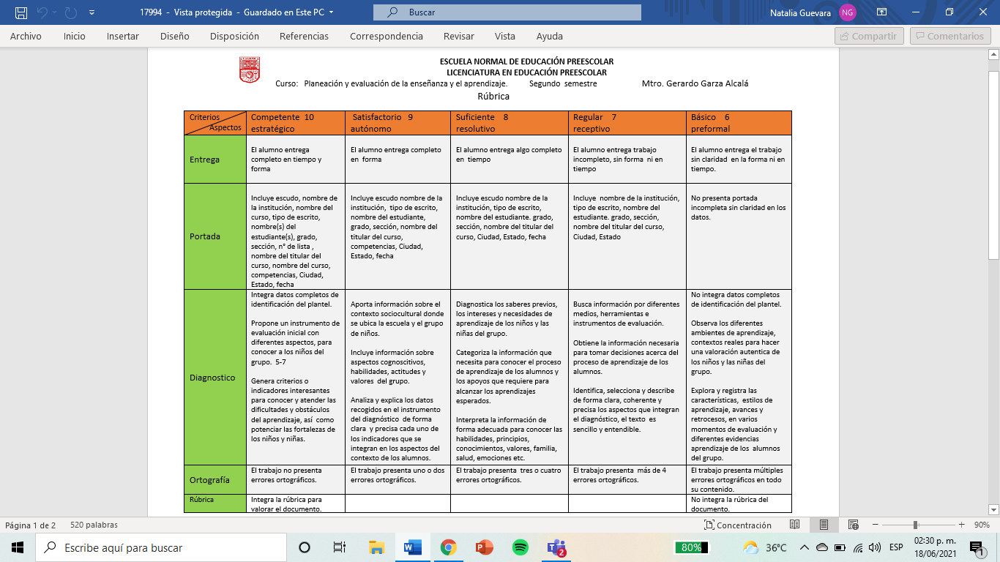 17994 - Vista protegida - Guardado en Este PC
Buscar
Natalia Guevara
NG
Archivo Inicio Insertar Diseño Disposición Referencias Correspondencia Revisar Vista Ayuda
Compartir Comentarios
ESCUELA NORMAL DE EDUCACIÓN PREESCOLAR
LICENCIATURA EN EDUCACIÓN PREESCOLAR
Curso: Planeación y evaluación de la enseñanza y el aprendizaje. Segundo semestre Mtro. Gerardo Garza Alcalá
Rúbrica
Criterios
Aspectos
Competente 10
estratégico
Satisfactorio 9
autónomo
Suficiente 8
resolutivo
Regular 7
receptivo
Básico 6
preformal
Entrega
El alumno entrega
completo en tiempo y
forma
El alumno entrega completo
en forma
El alumno entrega algo completo
en tiempo
El alumno entrega trabajo
incompleto, sin forma ni en
tiempo
El alumno entrega el trabajo
sin claridad en la forma ni en
tiempo.
Portada
Incluye escudo, nombre de
la institución, nombre del
curso, tipo de escrito,
nombre(s) del
estudiante(s), grado,
sección, n° de lista ,
nombre del titular del
curso, nombre del curso,
competencias, Ciudad,
Estado, fecha
Incluye escudo nombre de la
institución, tipo de escrito,
nombre del estudiante,
grado, sección, nombre del
titular del curso,
competencias, Ciudad,
Estado, fecha
Incluye escudo nombre de la
institución, tipo de escrito,
nombre del estudiante. grado,
sección, nombre del titular del
curso, Ciudad, Estado, fecha
Incluye nombre de la institución,
tipo de escrito, nombre del
estudiante. grado, sección,
nombre del titular del curso,
Ciudad, Estado
No presenta portada
incompleta sin claridad en los
datos.
Diagnostico
Integra datos completos de
identificación del plantel.
Propone un instrumento de
evaluación inicial con
diferentes aspectos, para
conocer a los niños del
grupo. 5-7
Genera criterios o
indicadores interesantes
para conocer y atender las
dificultades y obstáculos
del aprendizaje, así como
potenciar las fortalezas de
los niños y niñas.
Aporta información sobre el
contexto sociocultural donde
se ubica la escuela y el grupo
de niños.
Incluye información sobre
aspectos cognoscitivos,
habilidades, actitudes y
valores del grupo.
Analiza y explica los datos
recogidos en el instrumento
del diagnóstico de forma
clara y precisa cada uno de
los indicadores que se
integran en los aspectos del
contexto de los alumnos.
Diagnostica los saberes previos,
los intereses y necesidades de
aprendizaje de los niños y las
niñas del grupo.
Categoriza la información que
necesita para conocer el proceso
de aprendizaje de los alumnos y
los apoyos que requiere para
alcanzar los aprendizajes
esperados.
Interpreta la información de
forma adecuada para conocer las
habilidades, principios,
conocimientos, valores, familia,
salud, emociones etc.
Busca información por diferentes
medios, herramientas e
instrumentos de evaluación.
Obtiene la información necesaria
para tomar decisiones acerca del
proceso de aprendizaje de los
alumnos.
Identifica, selecciona y describe
de forma clara, coherente y
precisa los aspectos que integran
el diagnóstico, el texto es
sencillo y entendible.
No integra datos completos
de identificación del plantel.
Observa los diferentes
ambientes de aprendizaje,
contextos reales para hacer
una valoración autentica de
los niños y las niñas del
grupo.
Explora y registra las
características, estilos de
aprendizaje, avances y
retrocesos, en varios
momentos de evaluación y
diferentes evidencias
aprendizaje de los alumnos
del grupo.
Ortografía
El trabajo no presenta
errores ortográficos.
El trabajo presenta uno o dos
errores ortográficos.
El trabajo presenta tres o cuatro
errores ortográficos.
El trabajo presenta más de 4
errores ortográficos.
El trabajo presenta múltiples
errores ortográficos en todo
su contenido.
Rúbrica
Integra la rúbrica para
valorar el documento.
No integra la rúbrica del
documento.
Página 1 de 2 520 palabras
Concentración
90%
Escribe aquí para buscar
2
80%
36°C
ESP
02:30 p. m.
18/06/2021
1